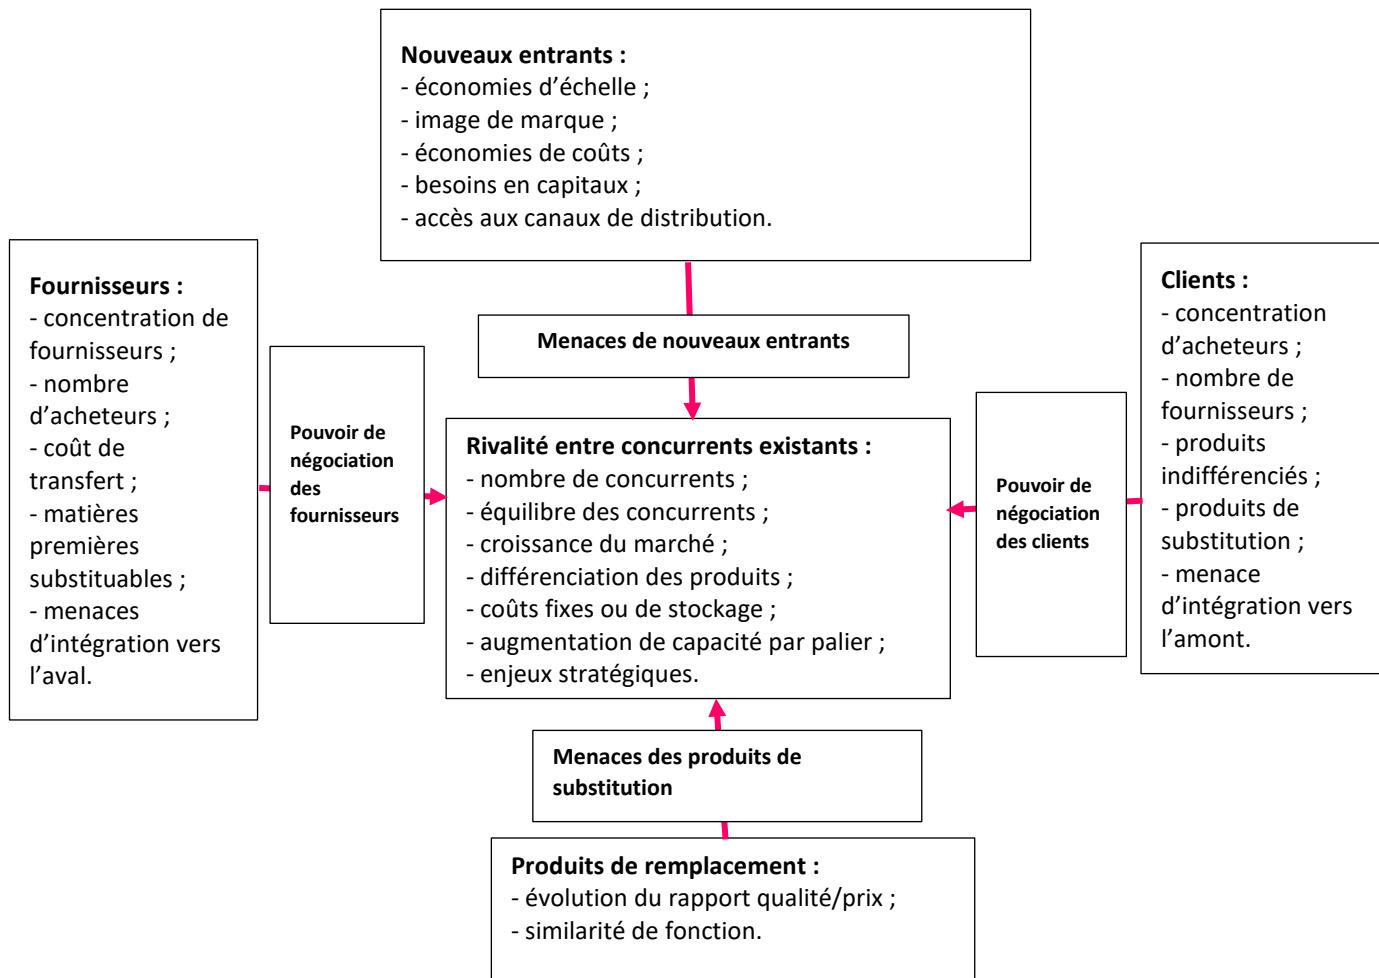 Nouveaux entrants :
- économies d’échelle ;
- image de marque ;
- économies de coûts ;
- besoins en capitaux ;
- accès aux canaux de distribution.
Fournisseurs :
- concentration de
fournisseurs ;
- nombre
d’acheteurs ;
- coût de
transfert ;
- matières
premières
substituables ;
- menaces
d’intégration vers
l’aval.
Pouvoir de
négociation
des
fournisseurs
Menaces de nouveaux entrants
Rivalité entre concurrents existants :
- nombre de concurrents ;
- équilibre des concurrents ;
- croissance du marché ;
- différenciation des produits ;
- coûts fixes ou de stockage ;
- augmentation de capacité par palier ;
- enjeux stratégiques.
Pouvoir de
négociation
des clients
Clients :
- concentration
d’acheteurs ;
- nombre de
fournisseurs ;
- produits
indifférenciés ;
- produits de
substitution ;
- menace
d’intégration vers
l’amont.
Menaces des produits de
substitution
Produits de remplacement :
- évolution du rapport qualité/prix ;
- similarité de fonction.